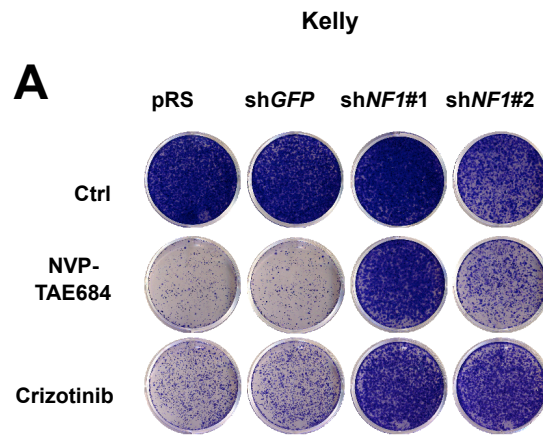 Kelly
A
pRS shGFP shNF1#1 shNF1#2
Ctrl
NVP-
TAE684
Crizotinib